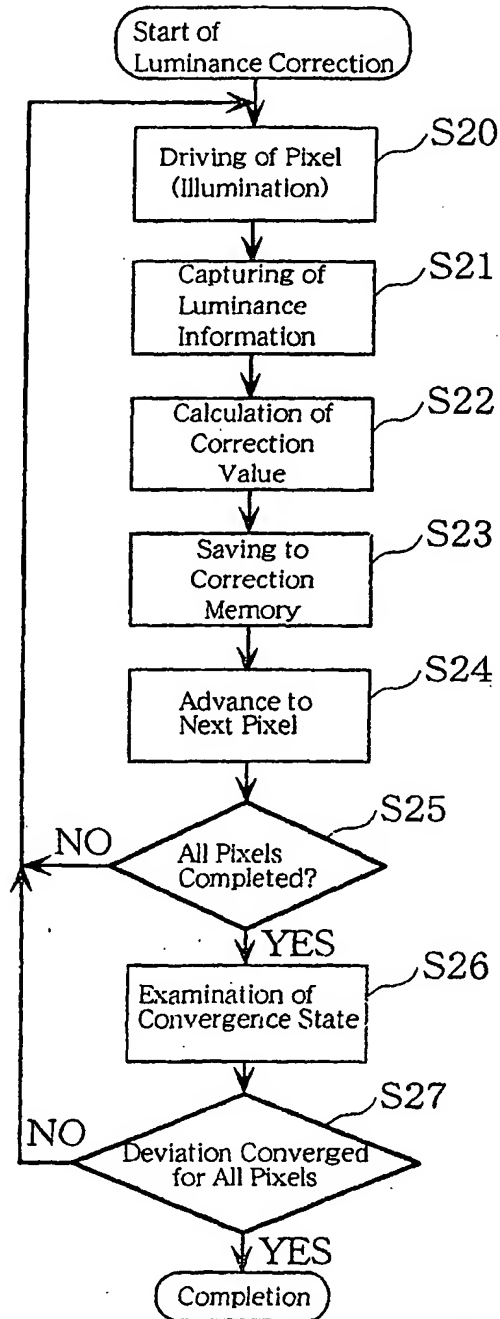 Start of
Luminance Correction
S20
Driving of Pixel
(Illumination)
S21
Capturing of
Luminance
Information
S22
Calculation of
Correction
Value
S23
Saving to
Correction
Memory
S24
Advance to
Next Pixel
S25
NO
All Pixels
Completed?
YES
S26
Examination of
Convergence State
S27
NO
Deviation Converged
for All Pixels
YES
Completion